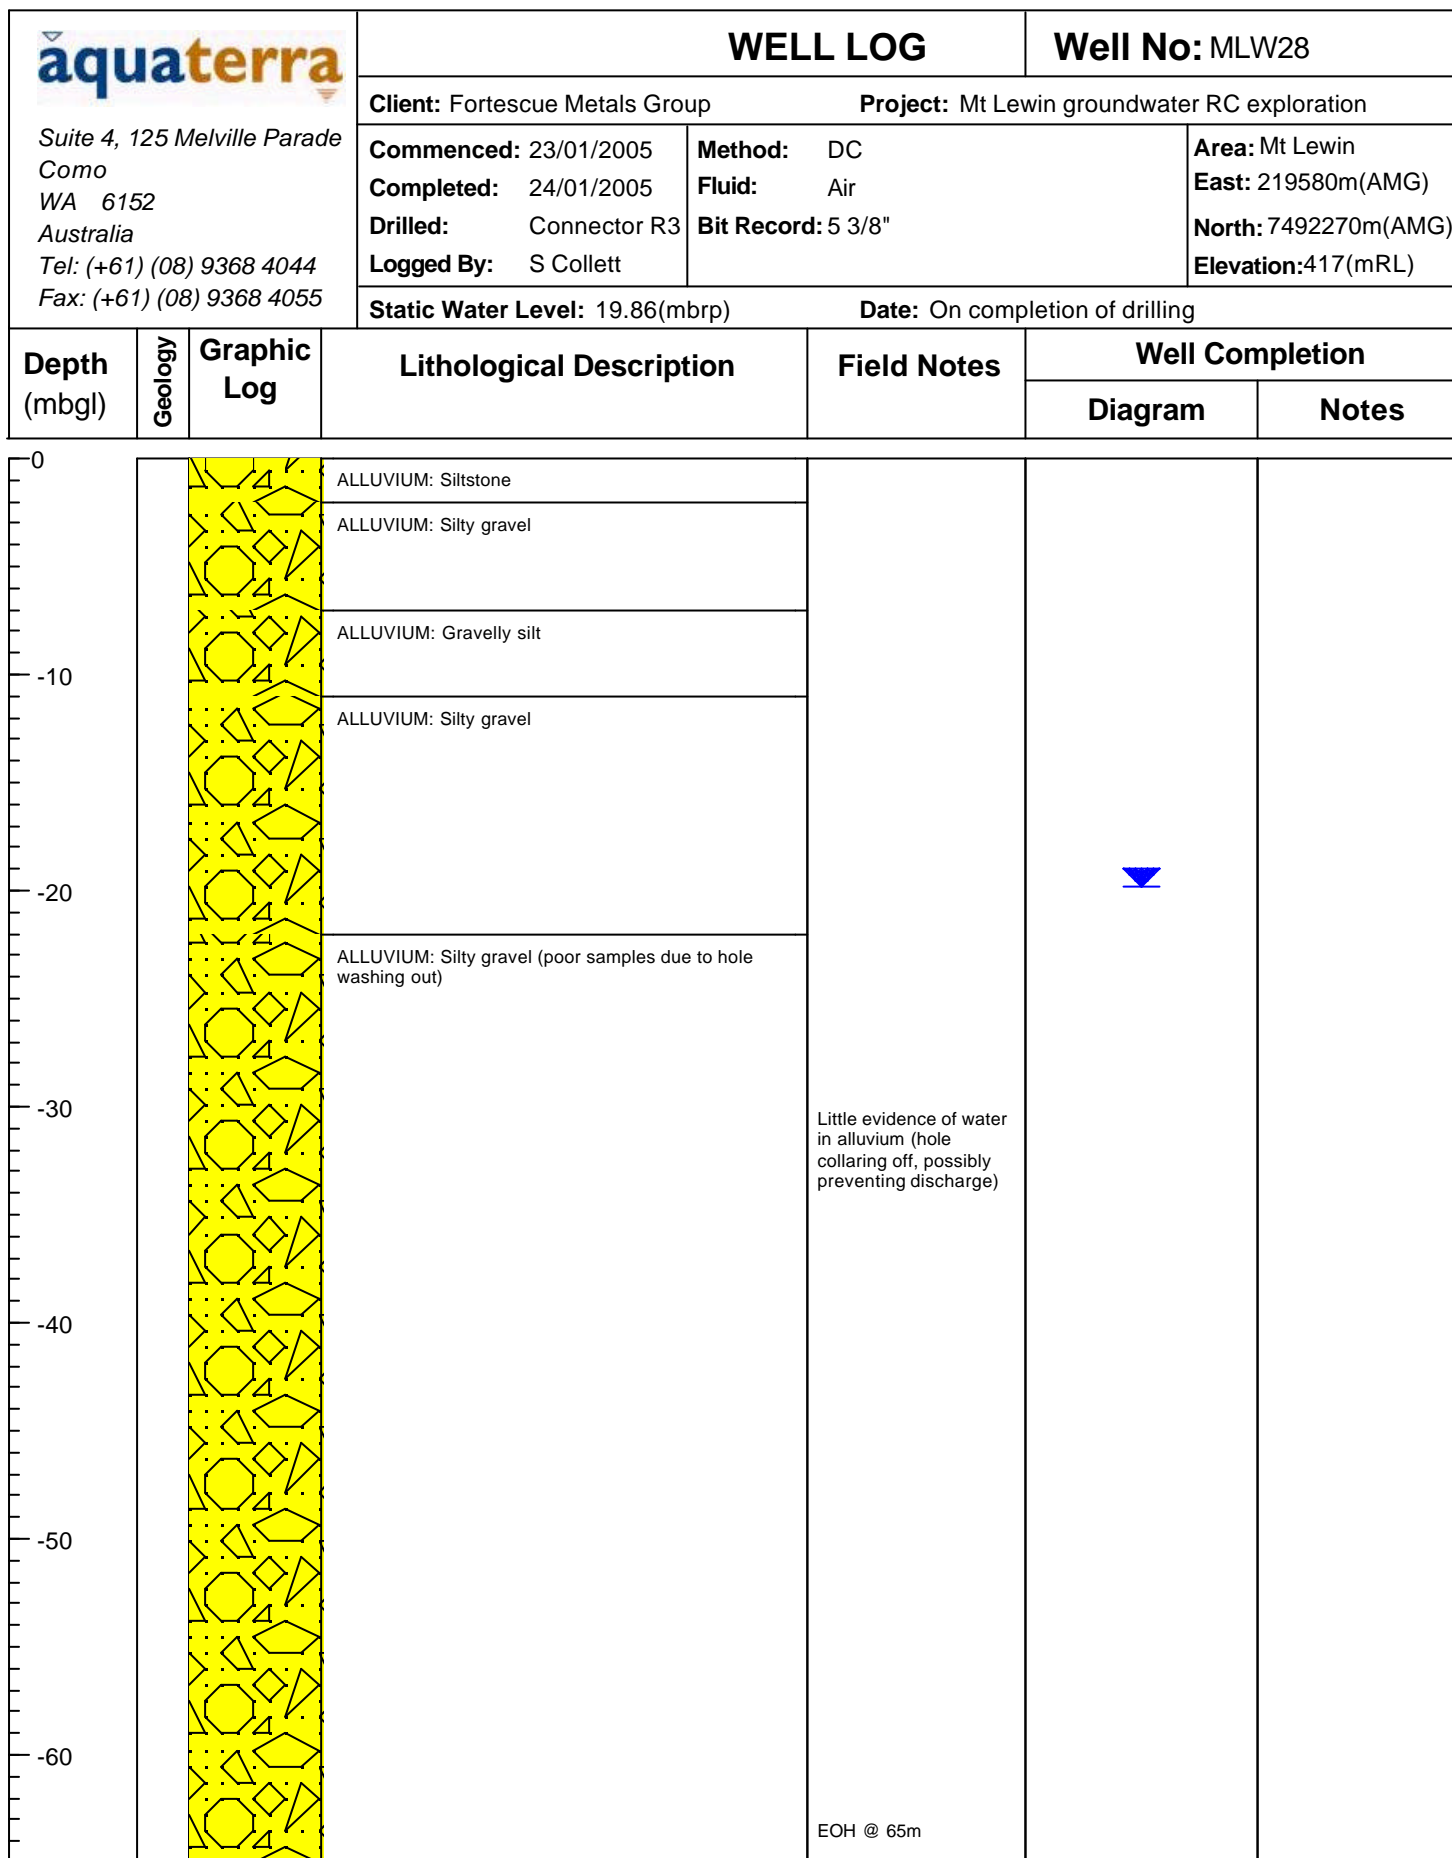 aquaterra
Suite 4, 125 Melville Parade
Como
WA 6152
Australia
Tel: (+61) (08) 9368 4044
Fax: (+61) (08) 9368 4055
WELL LOG
Well No: MLW28
Client: Fortescue Metals Group
Project: Mt Lewin groundwater RC exploration
Commenced: 23/01/2005
Completed: 24/01/2005
Drilled: Connector R3
Logged By: S Collett
Method: DC
Fluid: Air
Bit Record: 5 3/8"
Area: Mt Lewin
East: 219580m(AMG)
North: 7492270m(AMG)
Elevation: 417(mRL)
Static Water Level: 19.86(mbrp)
Date: On completion of drilling
Depth
(mbgl)
Geology
Graphic
Log
Lithological Description
Field Notes
Well Completion
Diagram
Notes
0
ALLUVIUM: Siltstone
ALLUVIUM: Silty gravel
ALLUVIUM: Gravelly silt
-10
ALLUVIUM: Silty gravel
-20
ALLUVIUM: Silty gravel (poor samples due to hole
washing out)
-30
Little evidence of water
in alluvium (hole
collaring off, possibly
preventing discharge)
-40
-50
-60
EOH @ 65m